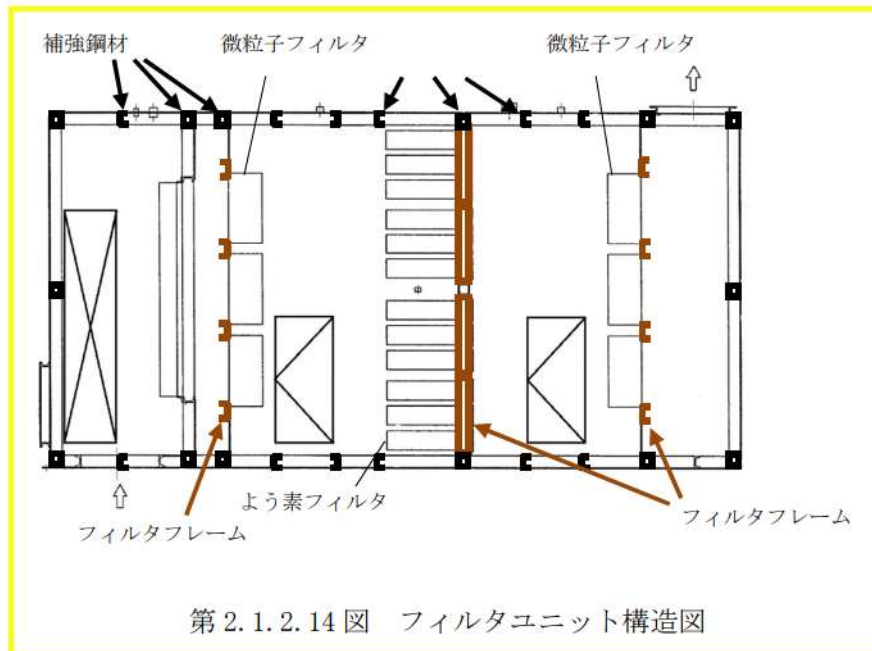 補強鋼材
微粒子フィルタ
微粒子フィルタ
よう素フィルタ
フィルタフレーム
フィルタフレーム
第 2.1.2.14 図　フィルタユニット構造図